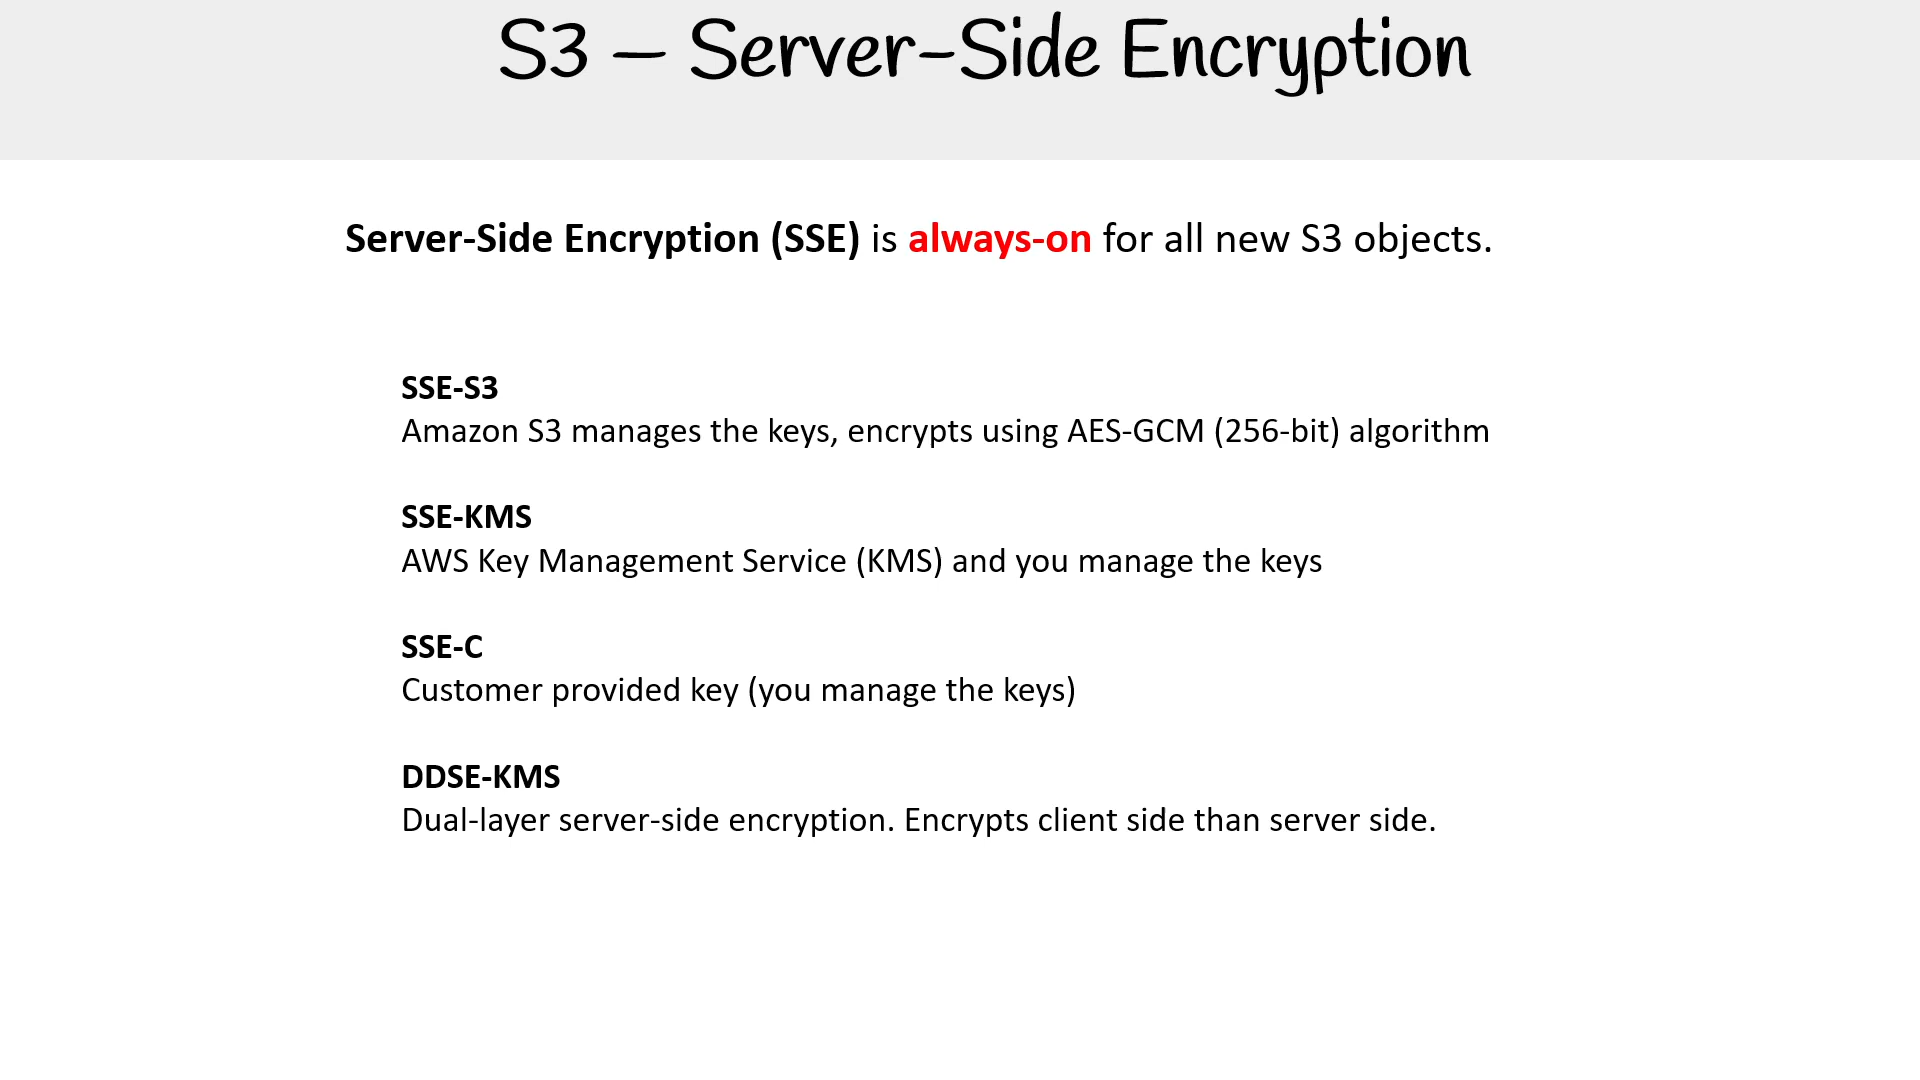 S3 – Server-Side Encryption
Server-Side Encryption (SSE) is always-on for all new S3 objects.
SSE-S3
Amazon S3 manages the keys, encrypts using AES-GCM (256-bit) algorithm
SSE-KMS
AWS Key Management Service (KMS) and you manage the keys
SSE-C
Customer provided key (you manage the keys)
DDSE-KMS
Dual-layer server-side encryption. Encrypts client side than server side.